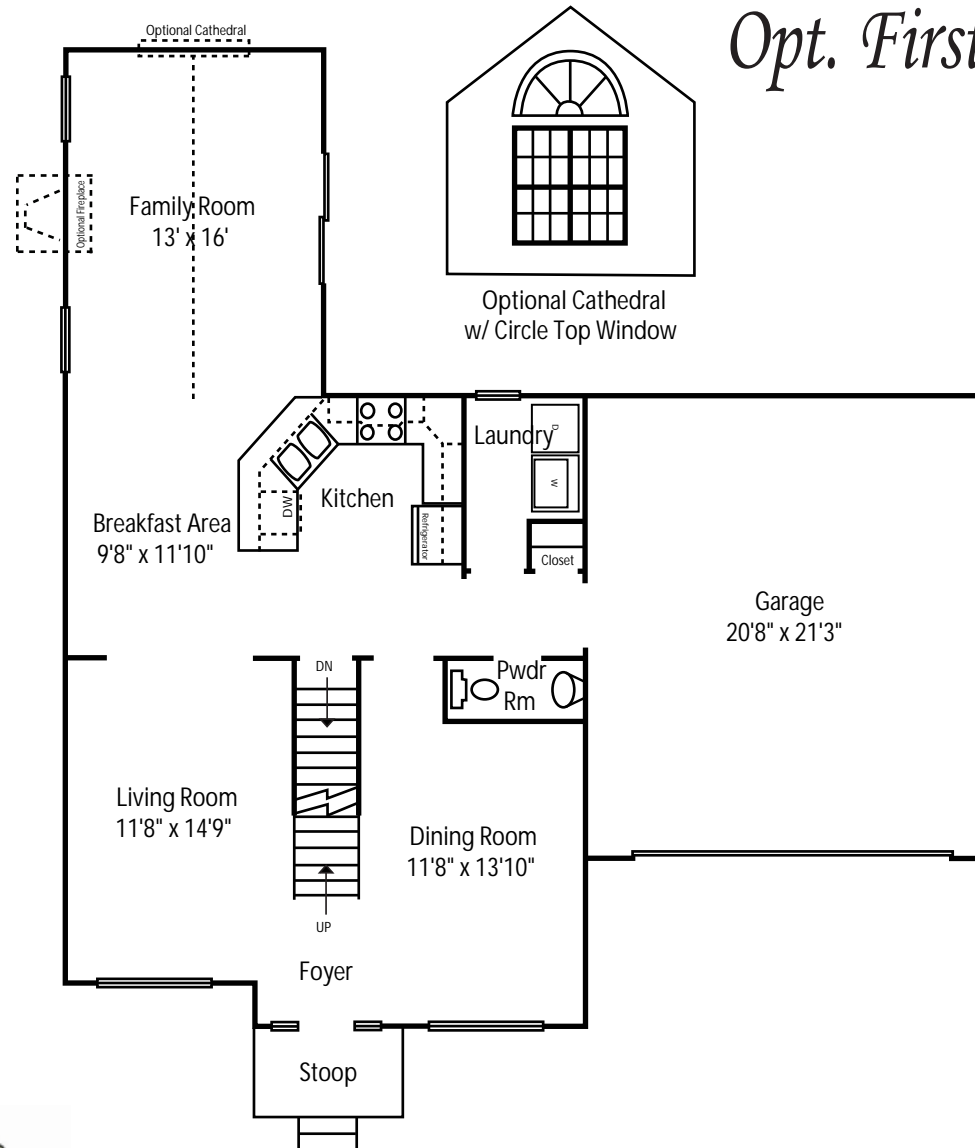 Opt. First
Optional Cathedral
Optional Fireplace
Family Room
13' x 16'
Optional Cathedral
w/ Circle Top Window
Laundry
D
W
Kitchen
DW
Refrigerator
Breakfast Area
9'8" x 11'10"
Closet
Garage
20'8" x 21'3"
DN
Pwdr
Rm
Living Room
11'8" x 14'9"
Dining Room
11'8" x 13'10"
UP
Foyer
Stoop